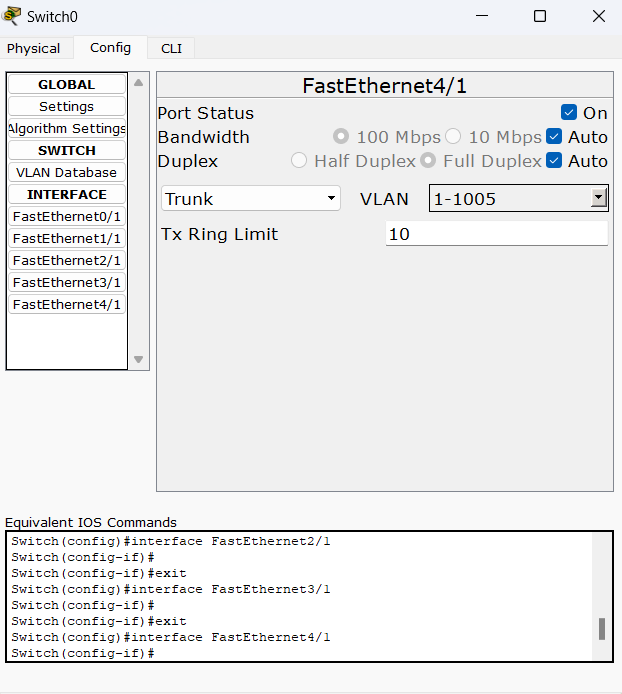 Switch0
Physical Config CLI
GLOBAL
Settings
Algorithm Settings
SWITCH
VLAN Database
INTERFACE
FastEthernet0/1
FastEthernet1/1
FastEthernet2/1
FastEthernet3/1
FastEthernet4/1
FastEthernet4/1
Port Status On
Bandwidth 100 Mbps 10 Mbps Auto
Duplex Half Duplex Full Duplex Auto
Trunk VLAN 1-1005
Tx Ring Limit 10
Equivalent IOS Commands
Switch(config)#interface FastEthernet2/1
Switch(config-if)#
Switch(config-if)#exit
Switch(config)#interface FastEthernet3/1
Switch(config-if)#
Switch(config-if)#exit
Switch(config)#interface FastEthernet4/1
Switch(config-if)#